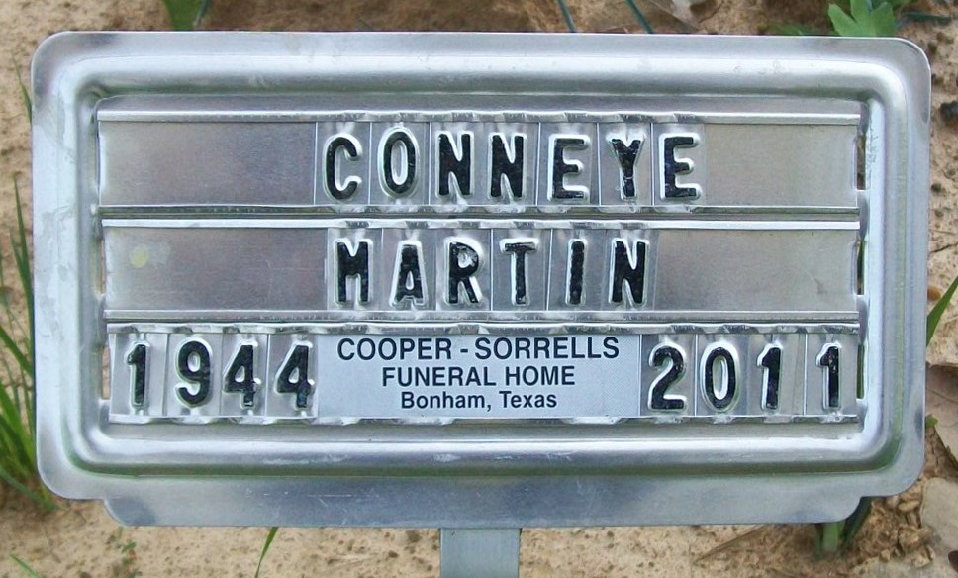 CONNEYE
MARTIN
1944 COOPER - SORRELLS 2011
FUNERAL HOME
Bonham, Texas